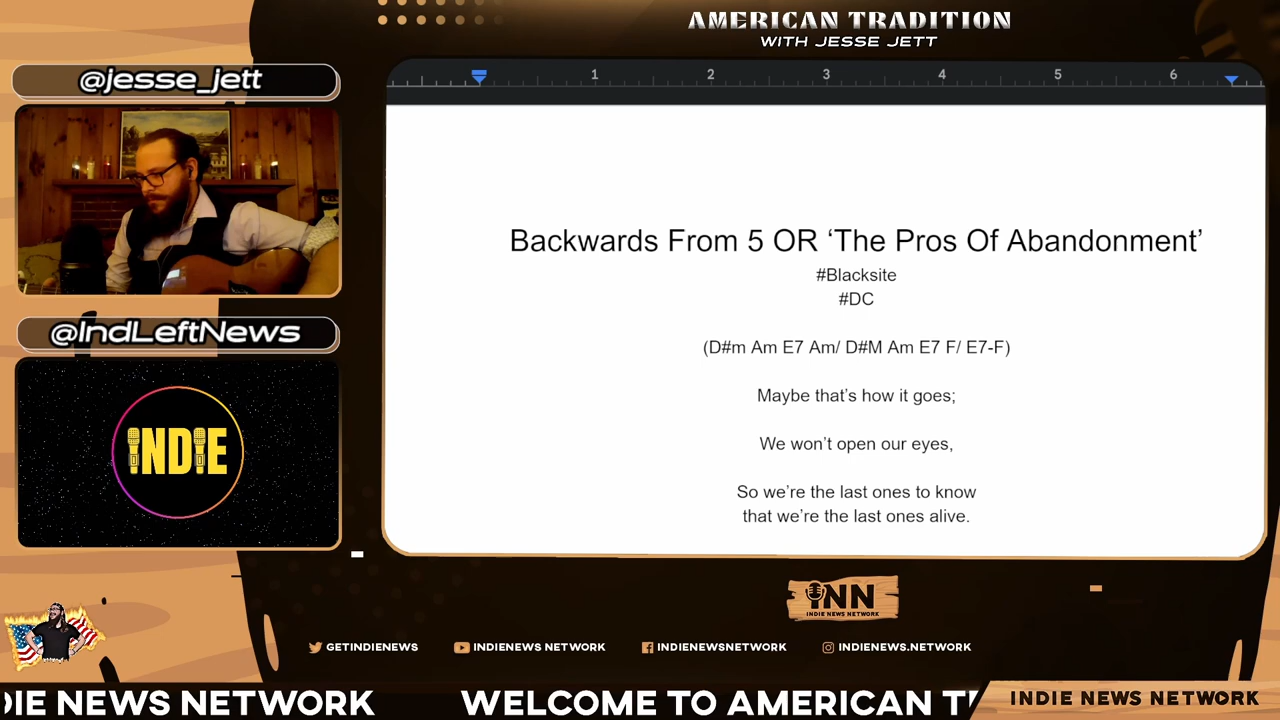 AMERICAN TRADITION
WITH JESSE JETT
@jesse_jett
1 2 3 4 5 6
Backwards From 5 OR ‘The Pros Of Abandonment’
#Blacksite
#DC
(D#m Am E7 Am/ D#M Am E7 F/ E7-F)
Maybe that’s how it goes;
We won’t open our eyes,
So we’re the last ones to know
that we’re the last ones alive.
@IndLeftNews
INDIE
INN
INDIE NEWS NETWORK
GETINDIENEWS
INDIENEWS NETWORK
INDIENEWSNETWORK
INDIENEWS.NETWORK
DIE NEWS NETWORK WELCOME TO AMERICAN T
INDIE NEWS NETWORK